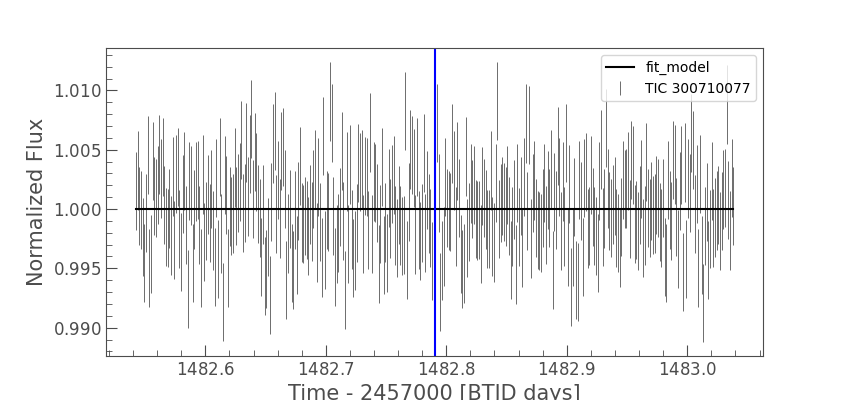 fit_model
TIC 300710077
1.010
1.005
1.000
0.995
0.990
Normalized Flux
1482.6 1482.7 1482.8 1482.9 1483.0
Time - 2457000 [BTJD days]